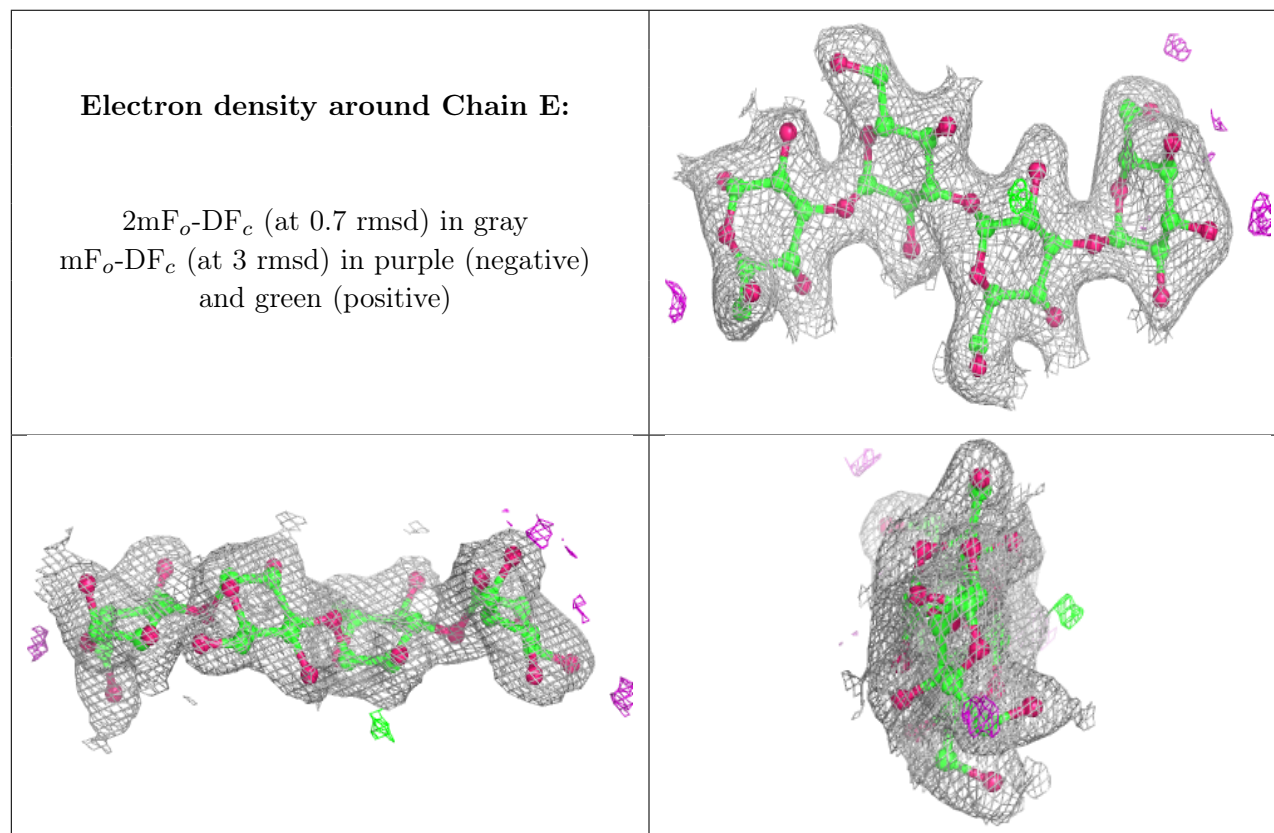 Electron density around Chain E:
2mFₒ-DF𝒸 (at 0.7 rmsd) in gray
mFₒ-DF𝒸 (at 3 rmsd) in purple (negative)
and green (positive)